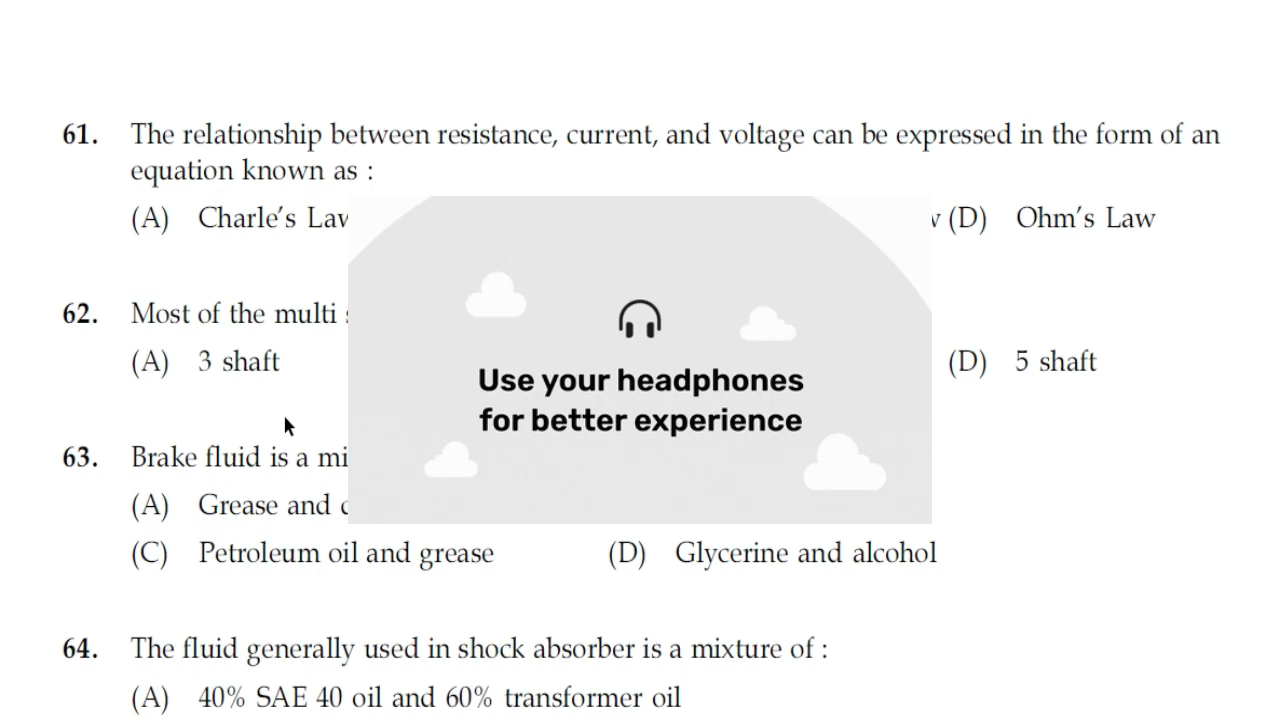 61. The relationship between resistance, current, and voltage can be expressed in the form of an
equation known as :
(A) Charle's Law (D) Ohm's Law
62. Most of the multi
(A) 3 shaft (D) 5 shaft
63. Brake fluid is a
(A) Grease and
(C) Petroleum oil and grease (D) Glycerine and alcohol
64. The fluid generally used in shock absorber is a mixture of :
(A) 40% SAE 40 oil and 60% transformer oil
Use your headphones
for better experience